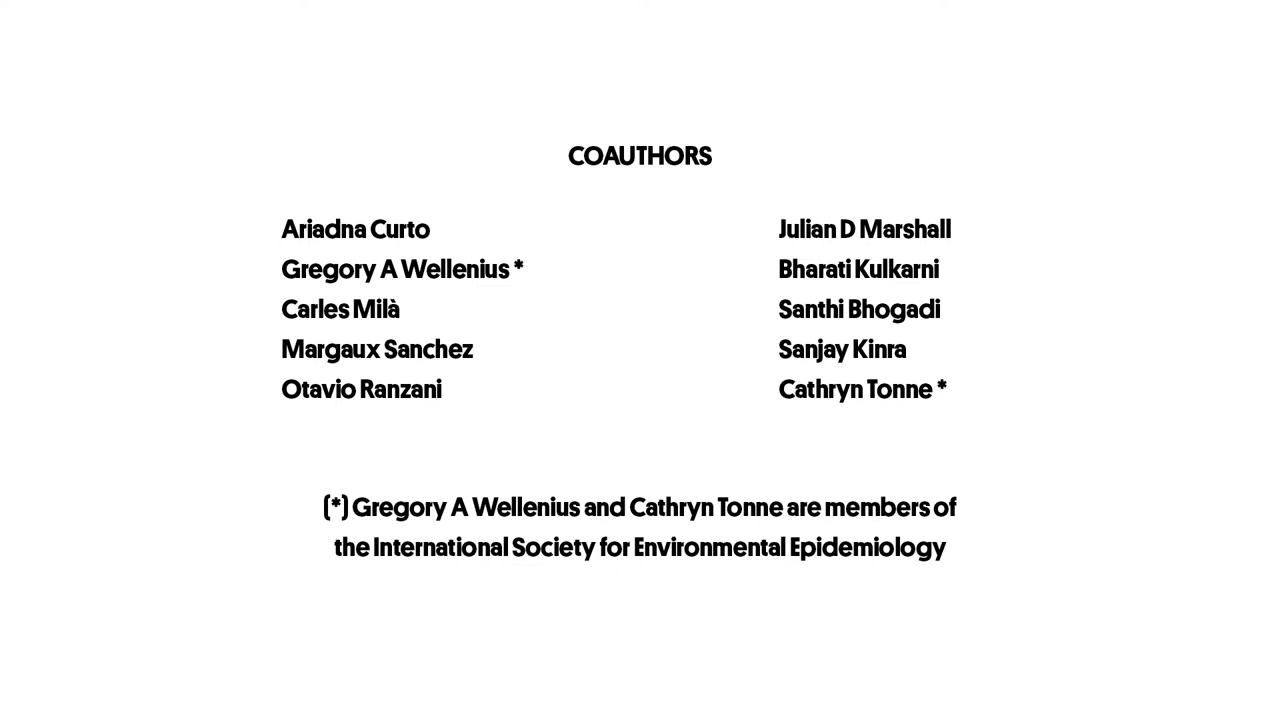 COAUTHORS
Ariadna Curto
Gregory A Wellenius *
Carles Milà
Margaux Sanchez
Otavio Ranzani
Julian D Marshall
Bharati Kulkarni
Santhi Bhogadi
Sanjay Kinra
Cathryn Tonne *
(*) Gregory A Wellenius and Cathryn Tonne are members of
the International Society for Environmental Epidemiology